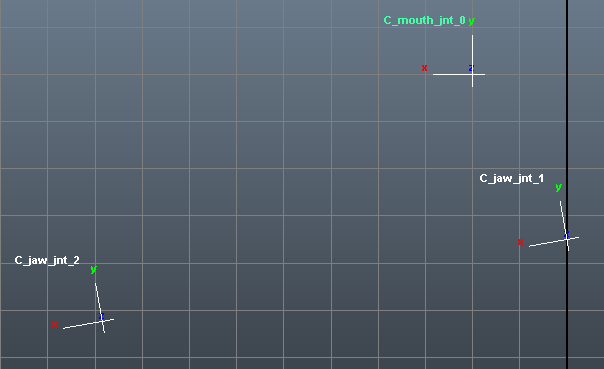 C_mouth_jnt_0 y
x z
C_jaw_jnt_1
y
x
C_jaw_jnt_2
y
x